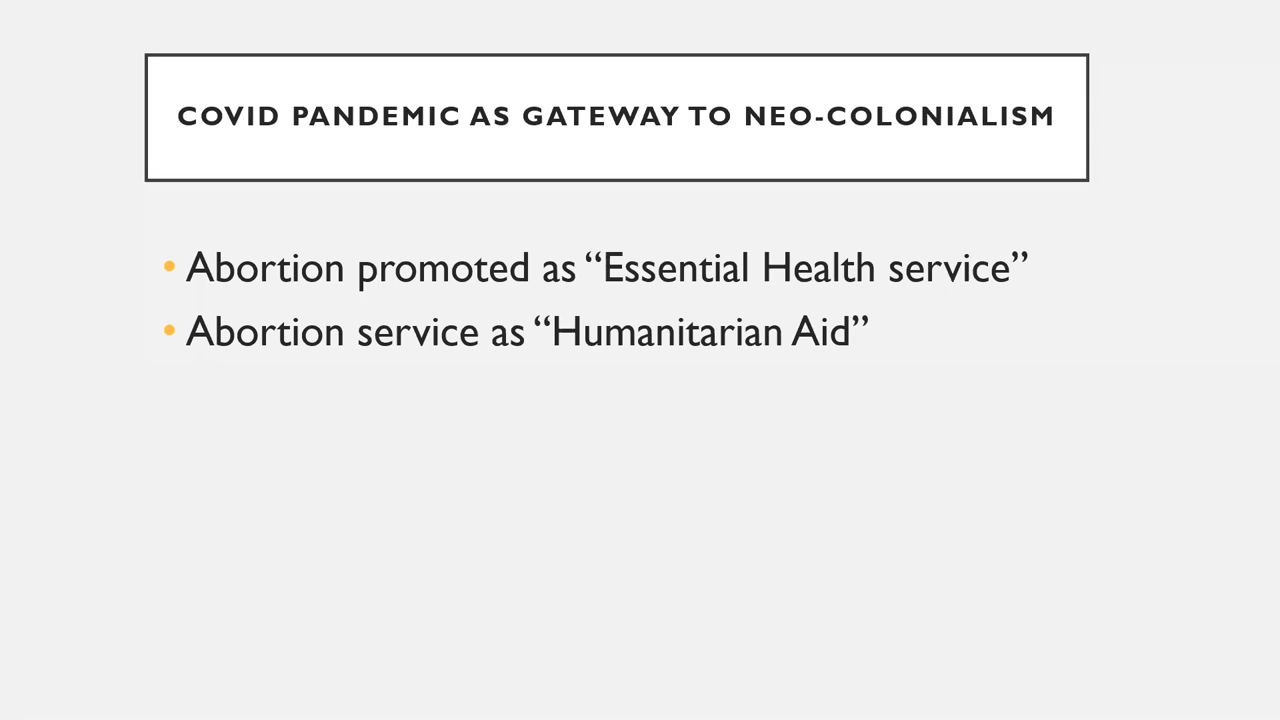 COVID PANDEMIC AS GATEWAY TO NEO-COLONIALISM
• Abortion promoted as “Essential Health service”
• Abortion service as “Humanitarian Aid”